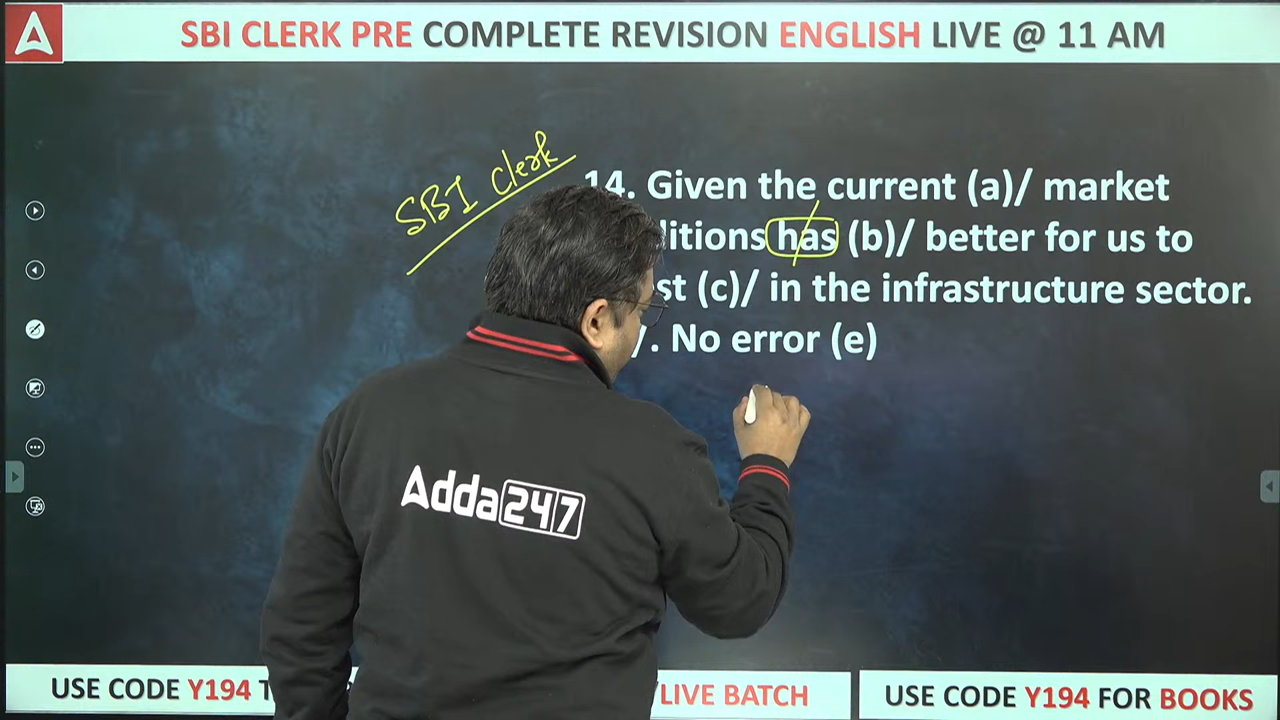 SBI CLERK PRE COMPLETE REVISION ENGLISH LIVE @ 11 AM
SBI Clerk
14. Given the current (a)/ market
ditions has (b)/ better for us to
st (c)/ in the infrastructure sector.
. No error (e)
Adda247
USE CODE Y194
LIVE BATCH
USE CODE Y194 FOR BOOKS